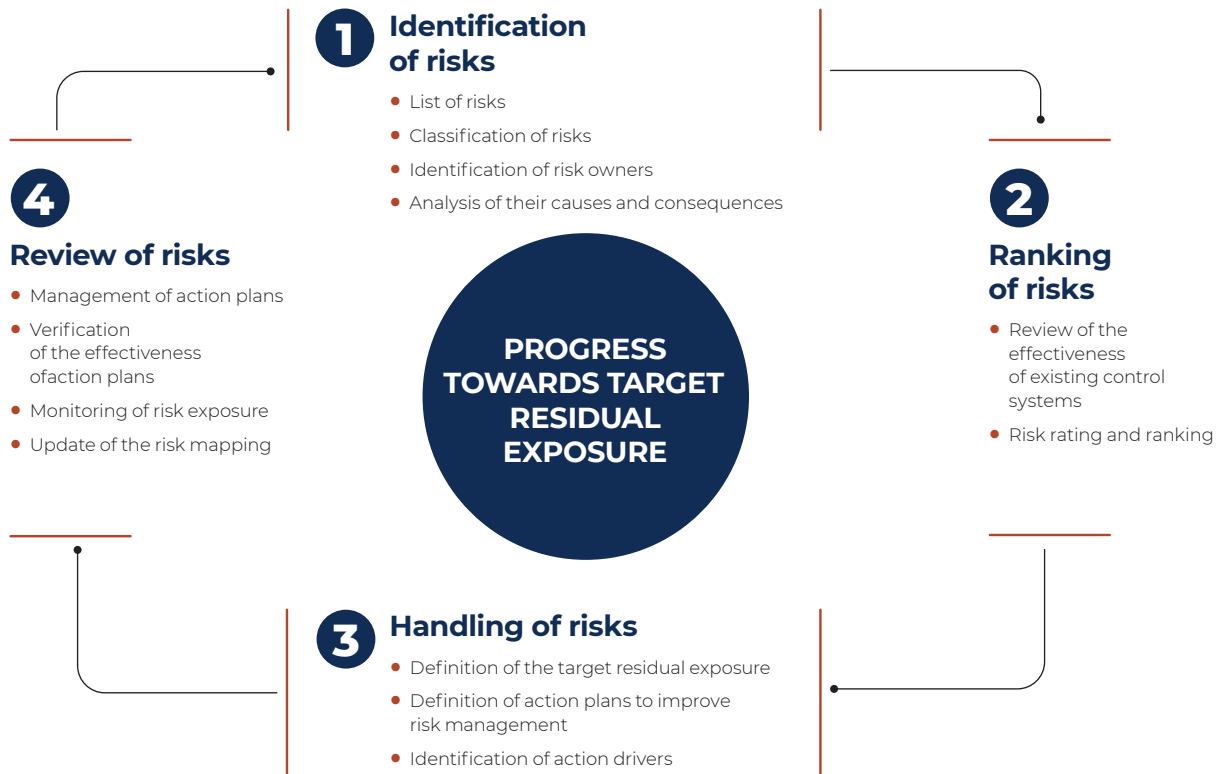 1
Identification
of risks
List of risks
Classification of risks
Identification of risk owners
Analysis of their causes and consequences
2
Ranking
of risks
Review of the
effectiveness
of existing control
systems
Risk rating and ranking
3
Handling of risks
Definition of the target residual exposure
Definition of action plans to improve
risk management
Identification of action drivers
4
Review of risks
Management of action plans
Verification
of the effectiveness
ofaction plans
Monitoring of risk exposure
Update of the risk mapping
PROGRESS
TOWARDS TARGET
RESIDUAL
EXPOSURE